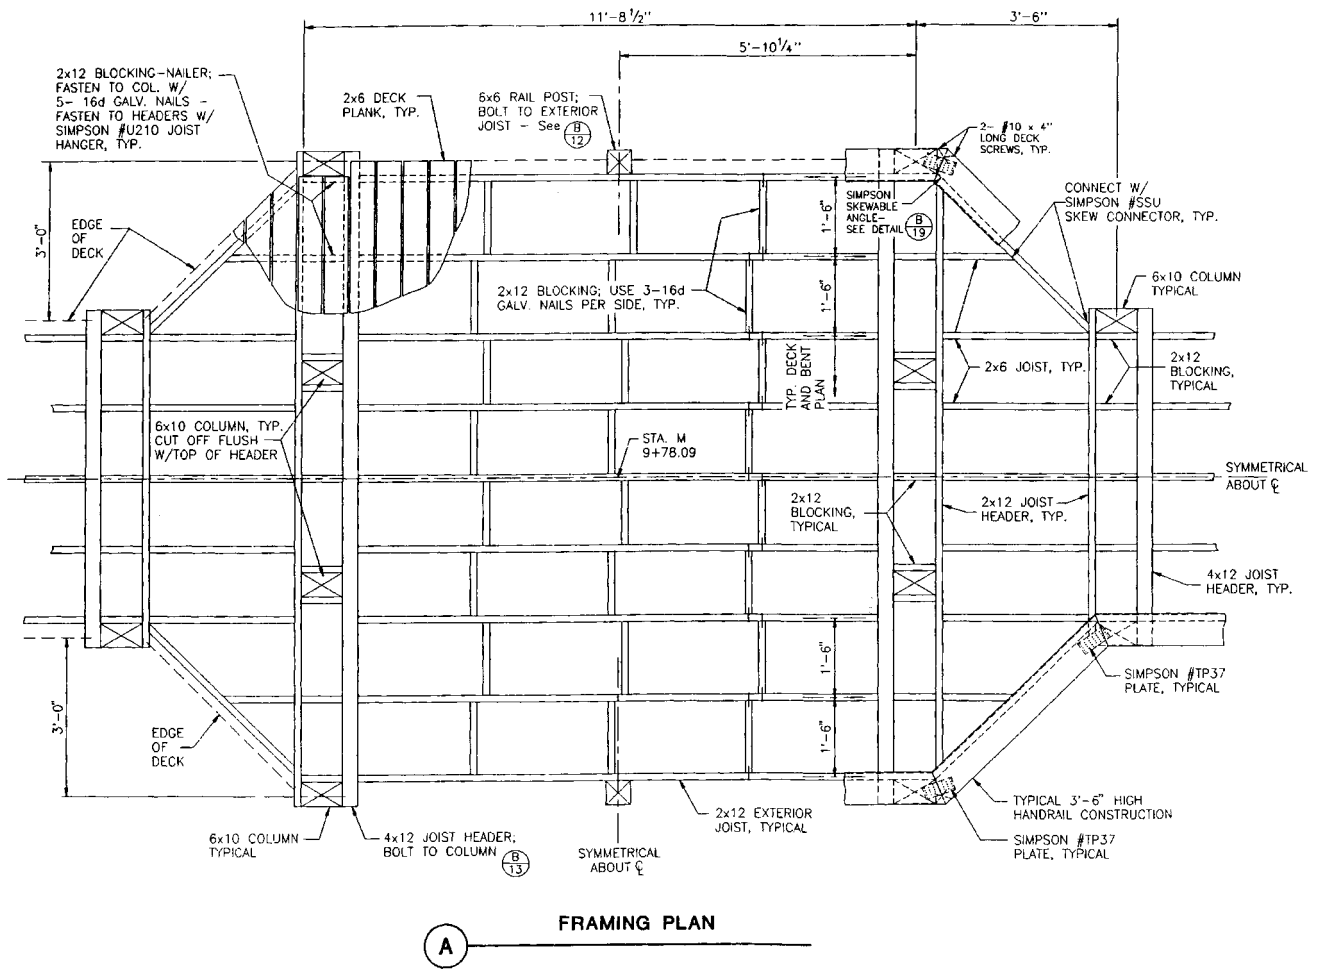 11'-8½"
3'-6"
5'-10¼"
2x12 BLOCKING-NAILER;
FASTEN TO COL. W/
5- 16d GALV. NAILS -
FASTEN TO HEADERS W/
SIMPSON #U210 JOIST
HANGER, TYP.
2x6 DECK
PLANK, TYP.
6x6 RAIL POST;
BOLT TO EXTERIOR
JOIST - See
B
12
2- #10 x 4"
LONG DECK
SCREWS, TYP.
CONNECT W/
SIMPSON #SSU
SKEW CONNECTOR, TYP.
SIMPSON
SKEWABLE
ANGLE-
SEE DETAIL
B
19
3'-0"
EDGE
OF
DECK
1'-6"
1'-6"
6x10 COLUMN
TYPICAL
2x12 BLOCKING; USE 3-16d
GALV. NAILS PER SIDE, TYP.
TYP. DECK
AND BENT
PLAN
2x6 JOIST, TYP.
2x12
BLOCKING,
TYPICAL
6x10 COLUMN, TYP.
CUT OFF FLUSH
W/TOP OF HEADER
STA. M
9+78.09
SYMMETRICAL
ABOUT ℄
2x12
BLOCKING,
TYPICAL
2x12 JOIST
HEADER, TYP.
4x12 JOIST
HEADER, TYP.
3'-0"
EDGE
OF
DECK
1'-6"
1'-6"
SIMPSON #TP37
PLATE, TYPICAL
TYPICAL 3'-6" HIGH
HANDRAIL CONSTRUCTION
SIMPSON #TP37
PLATE, TYPICAL
6x10 COLUMN
TYPICAL
4x12 JOIST HEADER;
BOLT TO COLUMN
B
13
SYMMETRICAL
ABOUT ℄
2x12 EXTERIOR
JOIST, TYPICAL
FRAMING PLAN
A